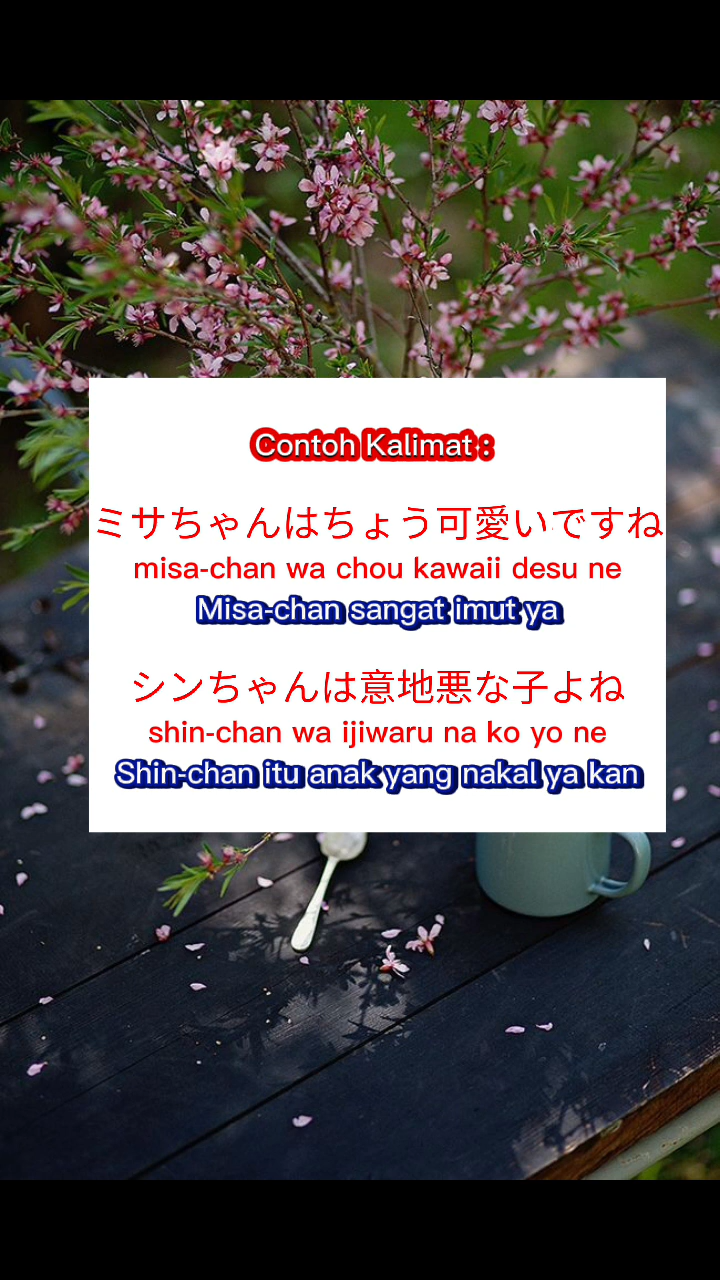 Contoh Kalimat :
ミサちゃんはちょう可愛いですね
misa-chan wa chou kawaii desu ne
Misa-chan sangat imut ya
シンちゃんは意地悪な子よね
shin-chan wa ijiwaru na ko yo ne
Shin-chan itu anak yang nakal ya kan